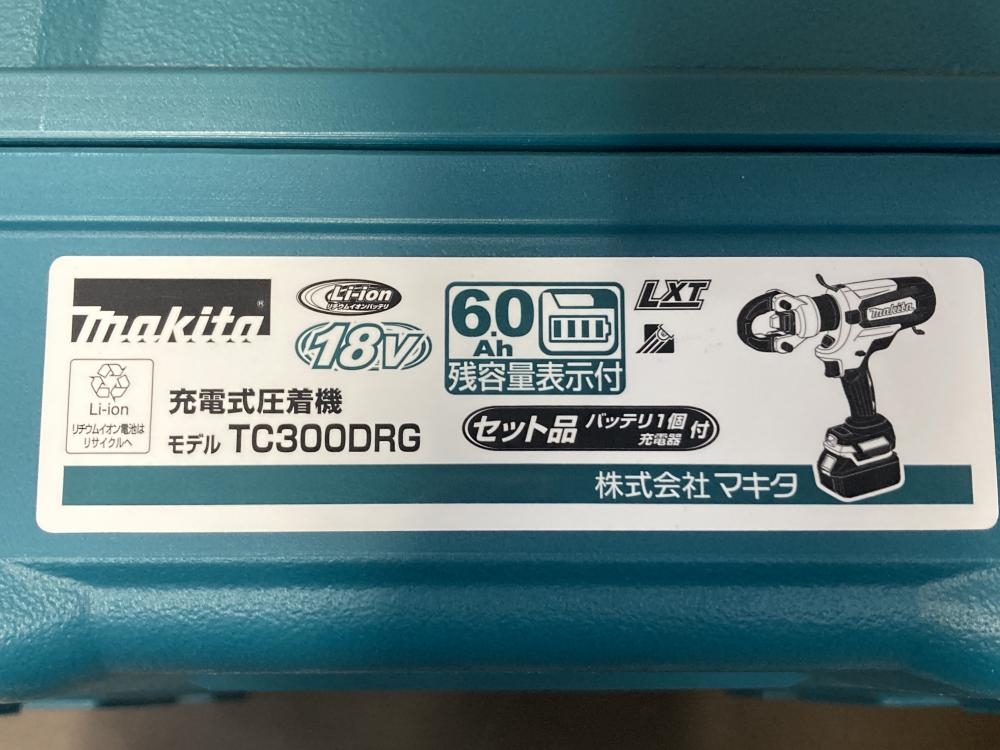 makita®
Li-ion
リチウムイオンバッテリ
18V
6.0
Ah
残容量表示付
LXT
makita
Li-ion
リチウムイオン電池は
リサイクルへ
充電式圧着機
モデル TC300DRG
セット品 バッテリ1個
充電器 付
株式会社マキタ